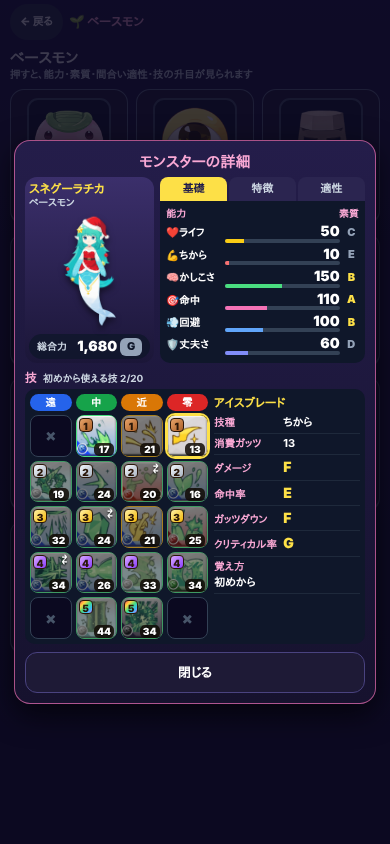 ← 戻る 🌱 ベースモン
ベースモン
押すと、能力・素質・間合い適性・技の升目が見られます
モンスターの詳細
スネグーラチカ
ベースモン
総合力 1,680 G
基礎 特徴 適性
能力 素質
❤️ライフ 50 C
💪ちから 10 E
🧠かしこさ 150 B
🎯命中 110 A
💨回避 100 B
🛡️丈夫さ 60 D
技 初めから使える技 2/20
遠 中 近 零
× 1 17 1 21 1 13
2 19 2 24 2 20 2 16
3 32 3 24 3 21 3 25
4 34 4 26 4 33 4 34
× 5 44 5 34 ×
アイスブレード
技種 ちから
消費ガッツ 13
ダメージ F
命中率 E
ガッツダウン F
クリティカル率 G
覚え方
初めから
閉じる